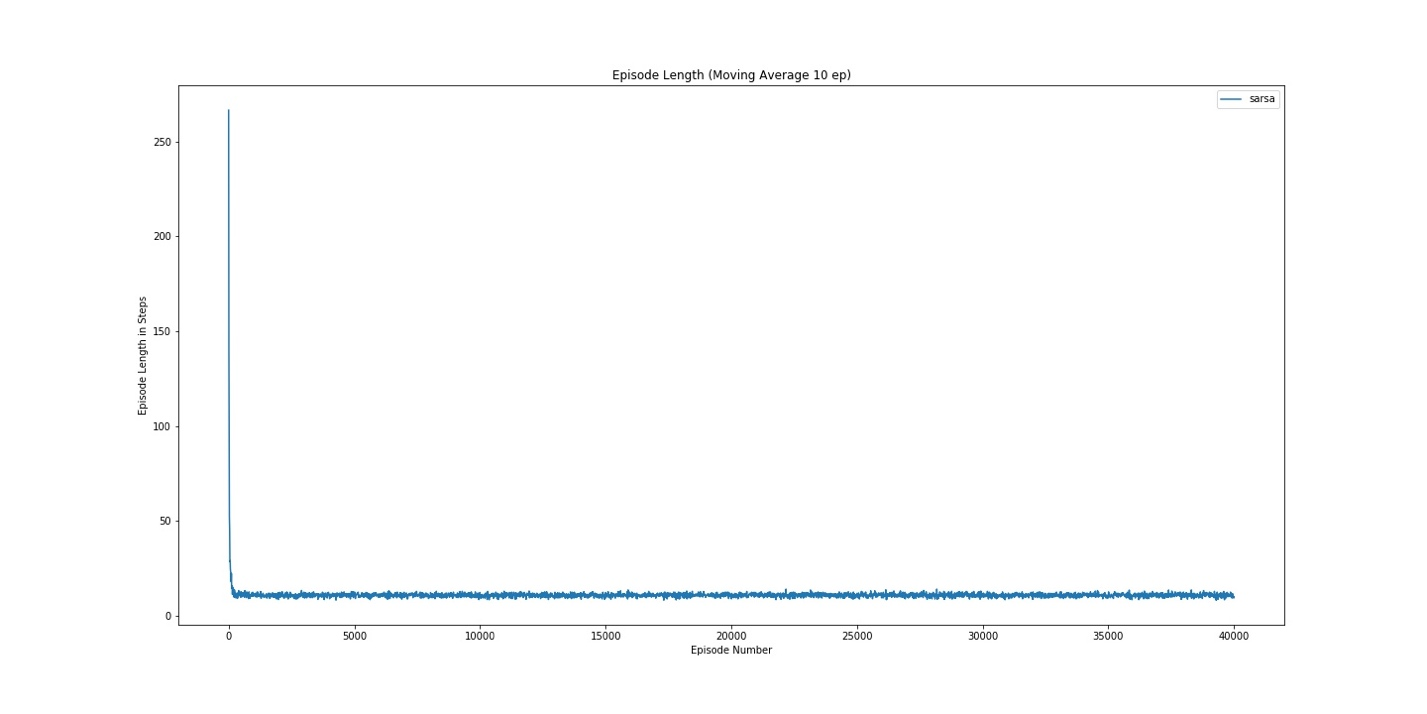 Episode Length (Moving Average 10 ep)
sarsa
250
200
150
100
50
0
Episode Length in Steps
0 5000 10000 15000 20000 25000 30000 35000 40000
Episode Number